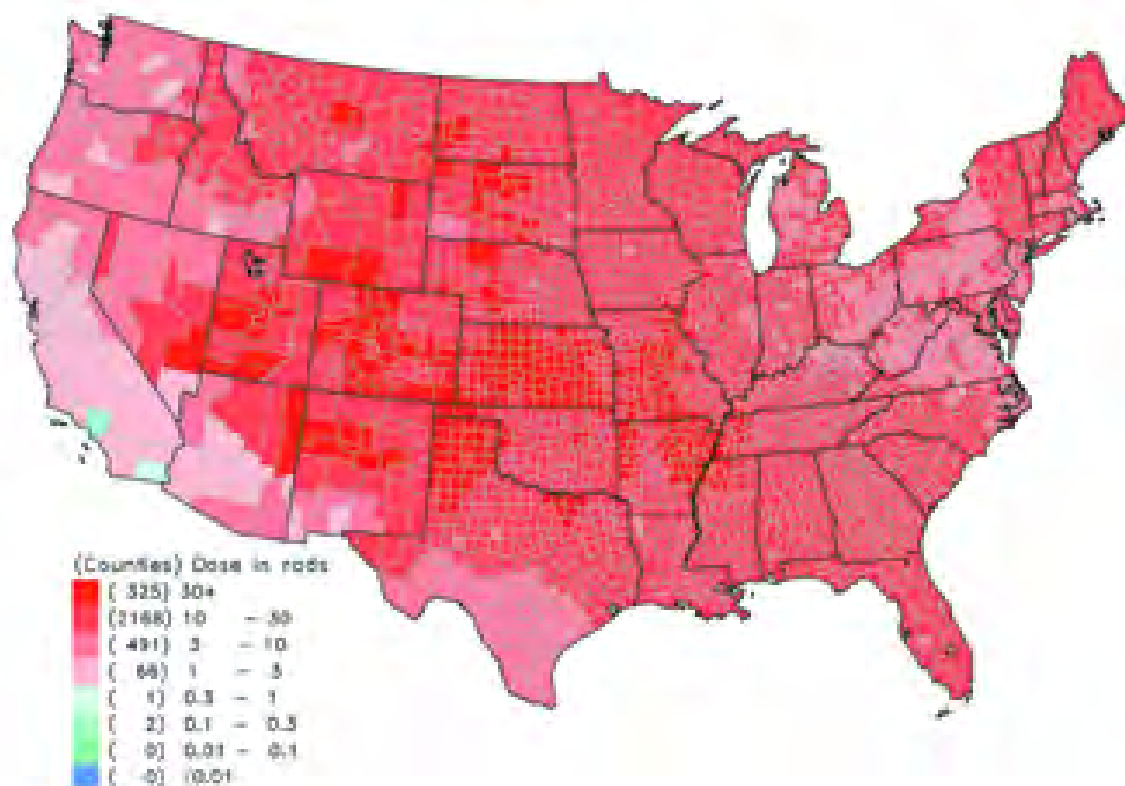 (Counties) Dose in rads
( 325) 30+
(2168) 10 - 30
( 491) 3 - 10
( 66) 1 - 3
( 1) 0.3 - 1
( 2) 0.1 - 0.3
( 0) 0.01 - 0.1
( 0) <0.01